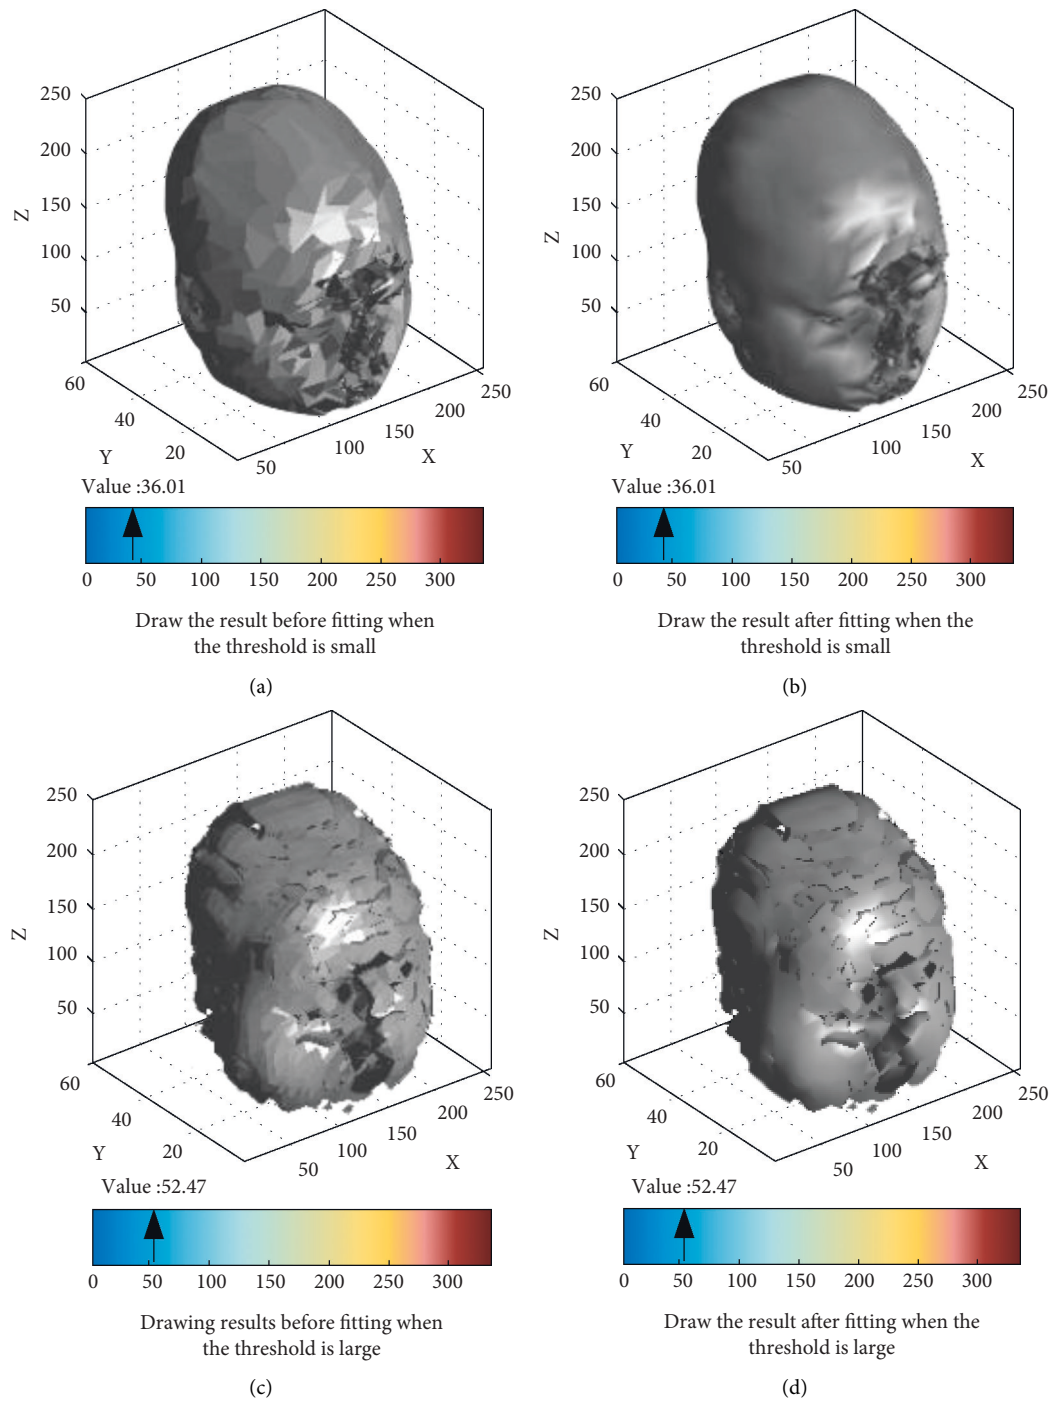 250
200
150
Z
100
50
60
40
Y
20
50
100
150
X
200
250
Value :36.01
0 50 100 150 200 250 300
Draw the result before fitting when
the threshold is small
(a)
250
200
150
Z
100
50
60
40
Y
20
50
100
150
X
200
250
Value :36.01
0 50 100 150 200 250 300
Draw the result after fitting when the
threshold is small
(b)
250
200
150
Z
100
50
60
40
Y
20
50
100
150
X
200
250
Value :52.47
0 50 100 150 200 250 300
Drawing results before fitting when
the threshold is large
(c)
250
200
150
Z
100
50
60
40
Y
20
50
100
150
X
200
250
Value :52.47
0 50 100 150 200 250 300
Draw the result after fitting when the
threshold is large
(d)